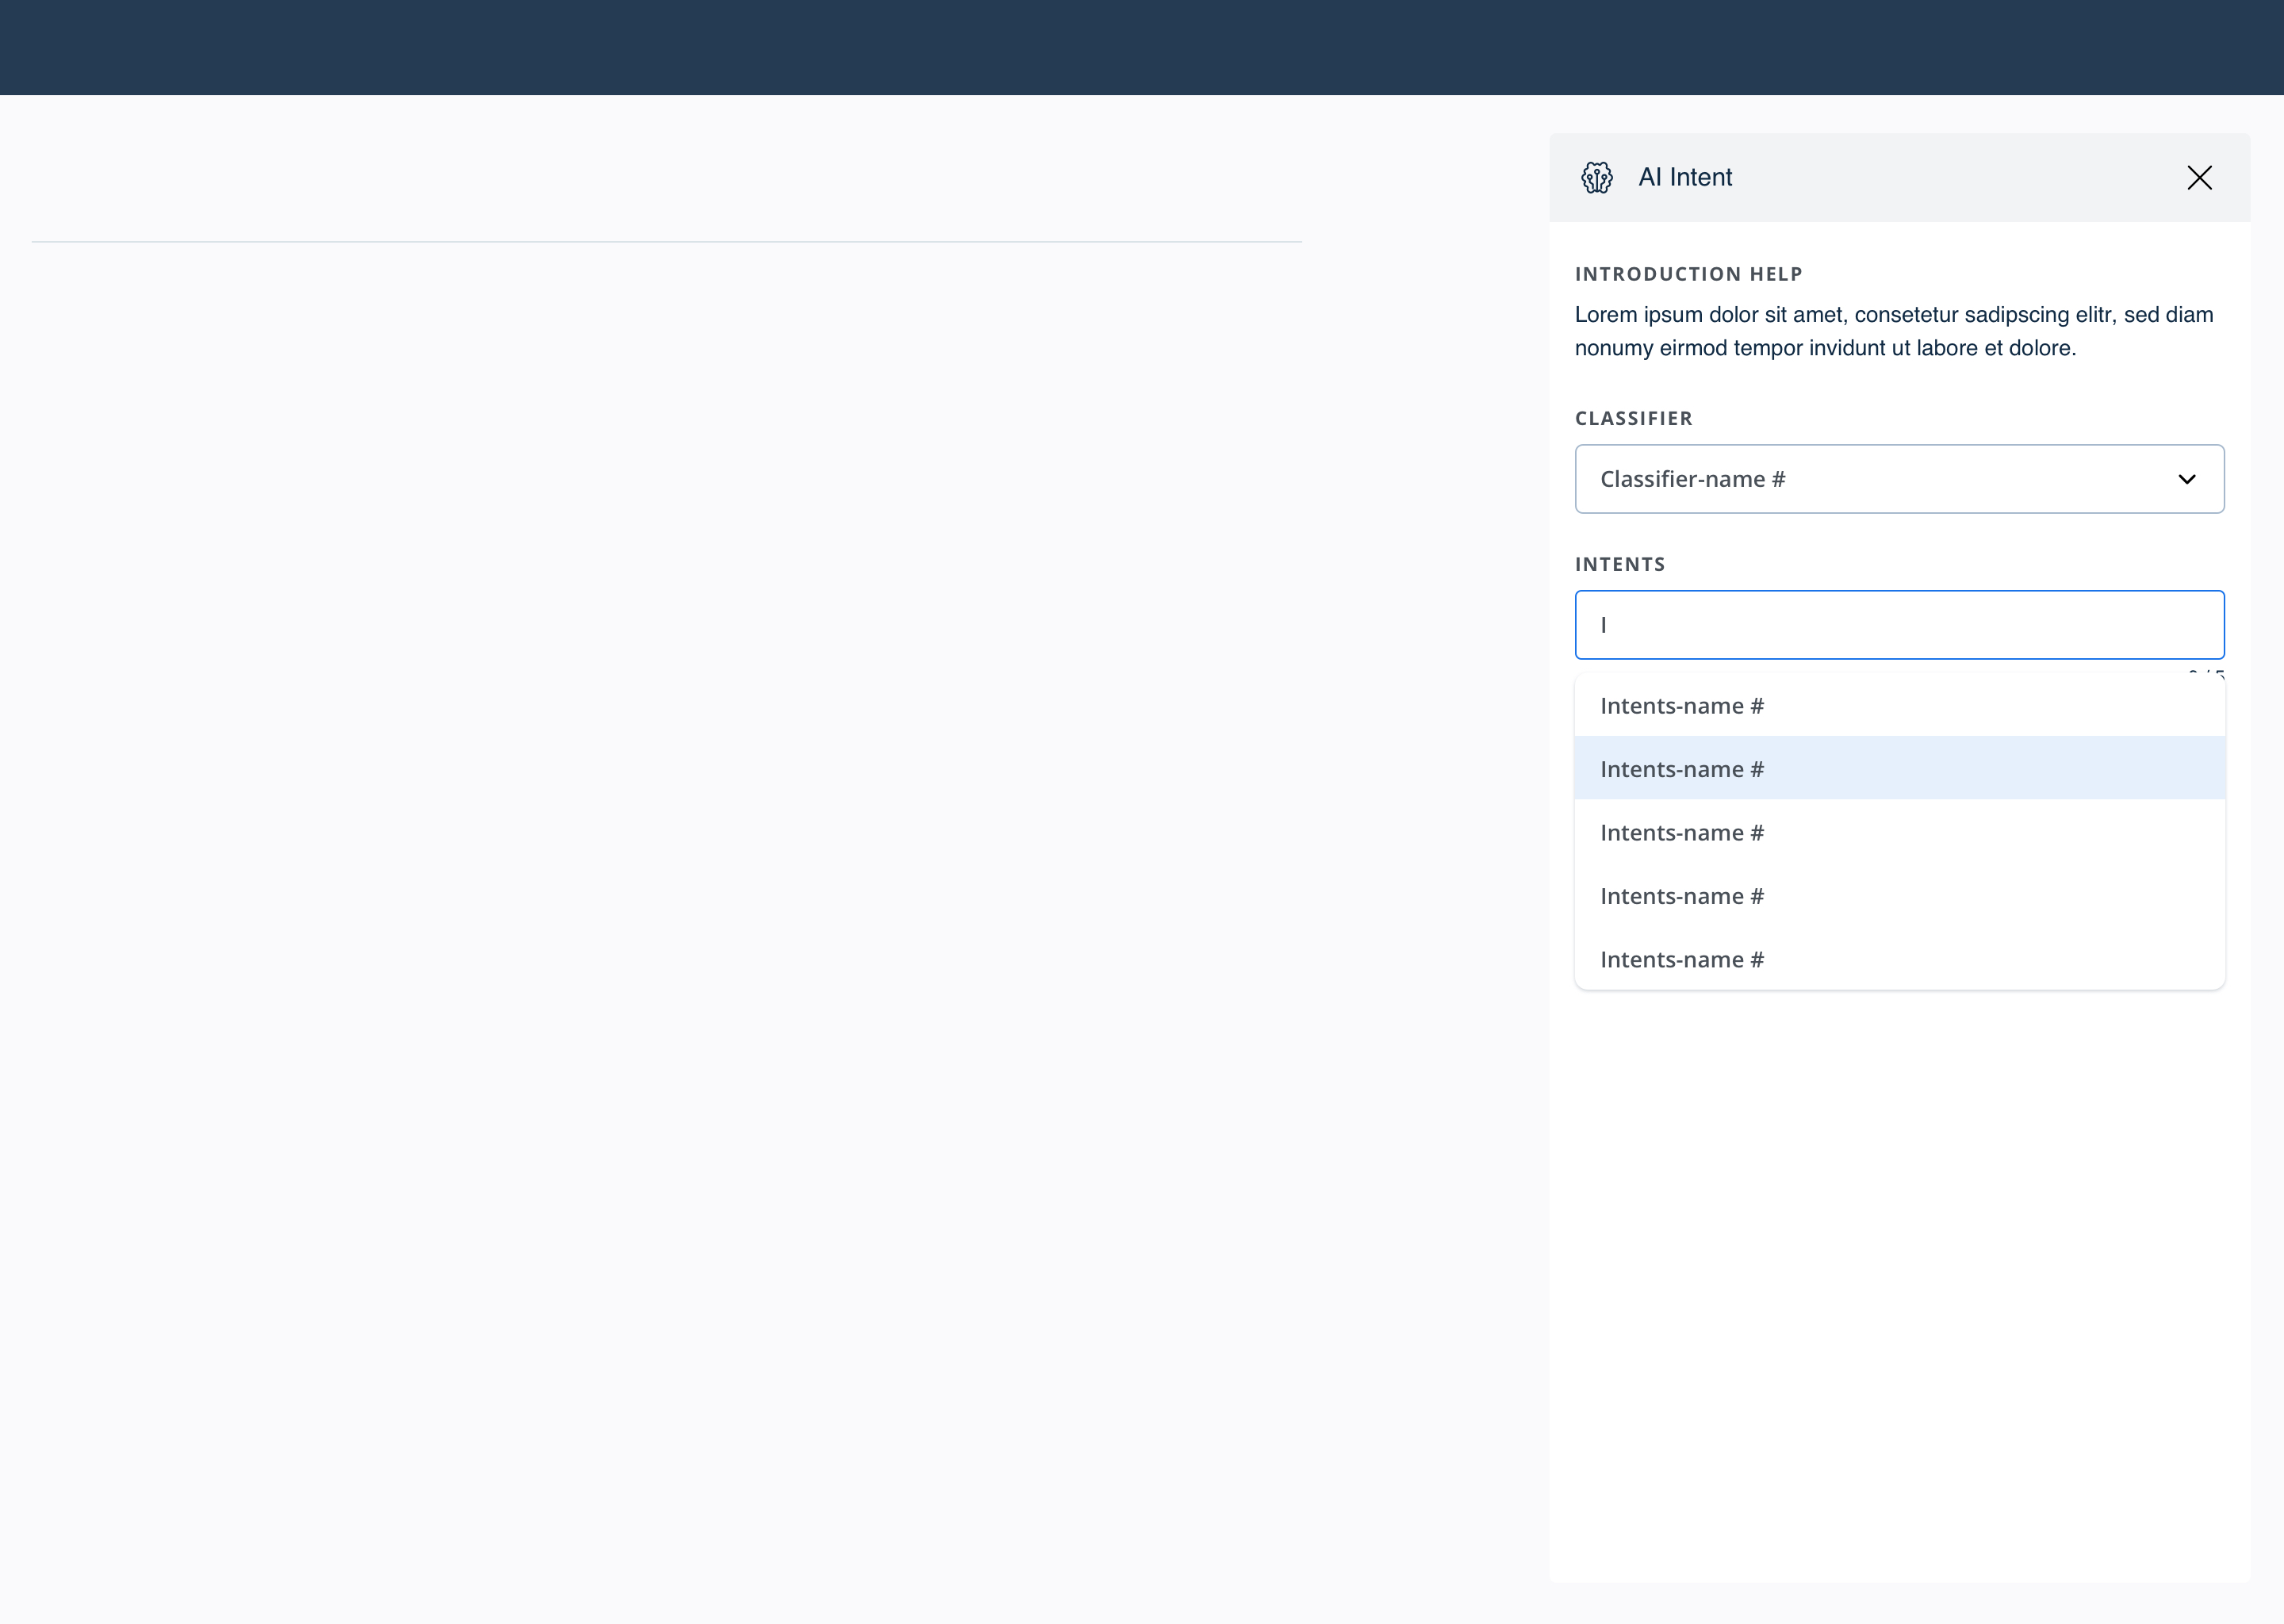 AI Intent
INTRODUCTION HELP
Lorem ipsum dolor sit amet, consetetur sadipscing elitr, sed diam
nonumy eirmod tempor invidunt ut labore et dolore.
CLASSIFIER
Classifier-name #
INTENTS
I
Intents-name #
Intents-name #
Intents-name #
Intents-name #
Intents-name #